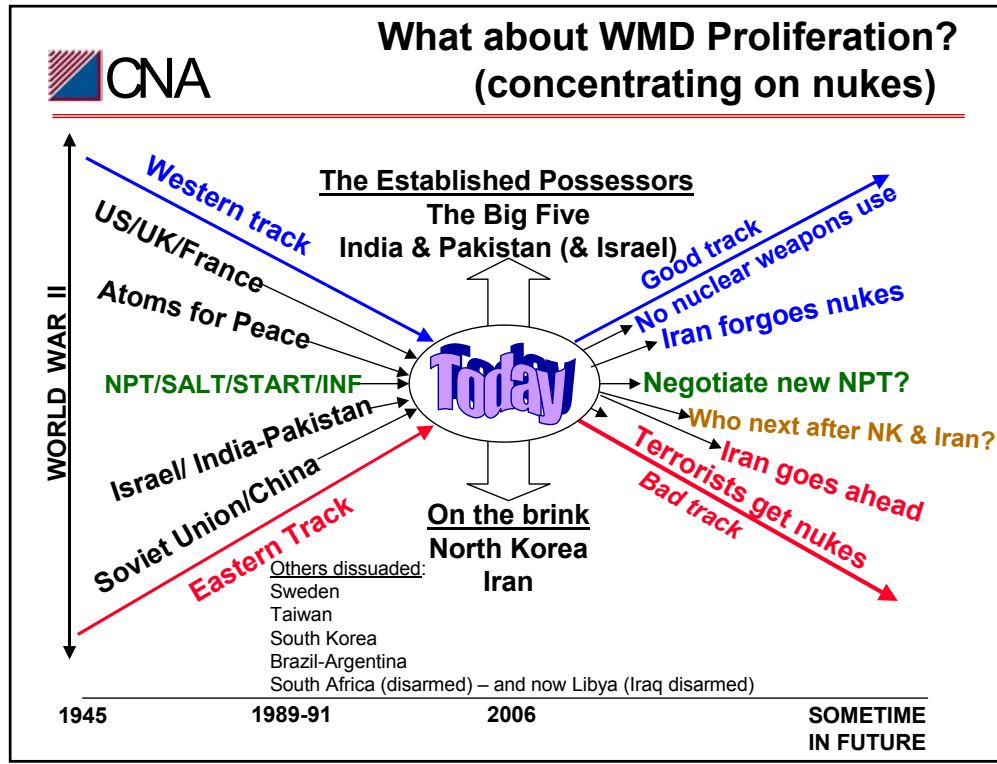 CNA
What about WMD Proliferation?
(concentrating on nukes)
WORLD WAR II
Western track
US/UK/France
Atoms for Peace
NPT/SALT/START/INF
Israel/ India-Pakistan
Soviet Union/China
Eastern Track
The Established Possessors
The Big Five
India & Pakistan (& Israel)
Today
On the brink
North Korea
Iran
Others dissuaded:
Sweden
Taiwan
South Korea
Brazil-Argentina
South Africa (disarmed) – and now Libya (Iraq disarmed)
Good track
No nuclear weapons use
Iran forgoes nukes
Negotiate new NPT?
Who next after NK & Iran?
Iran goes ahead
Terrorists get nukes
Bad track
1945
1989-91
2006
SOMETIME
IN FUTURE